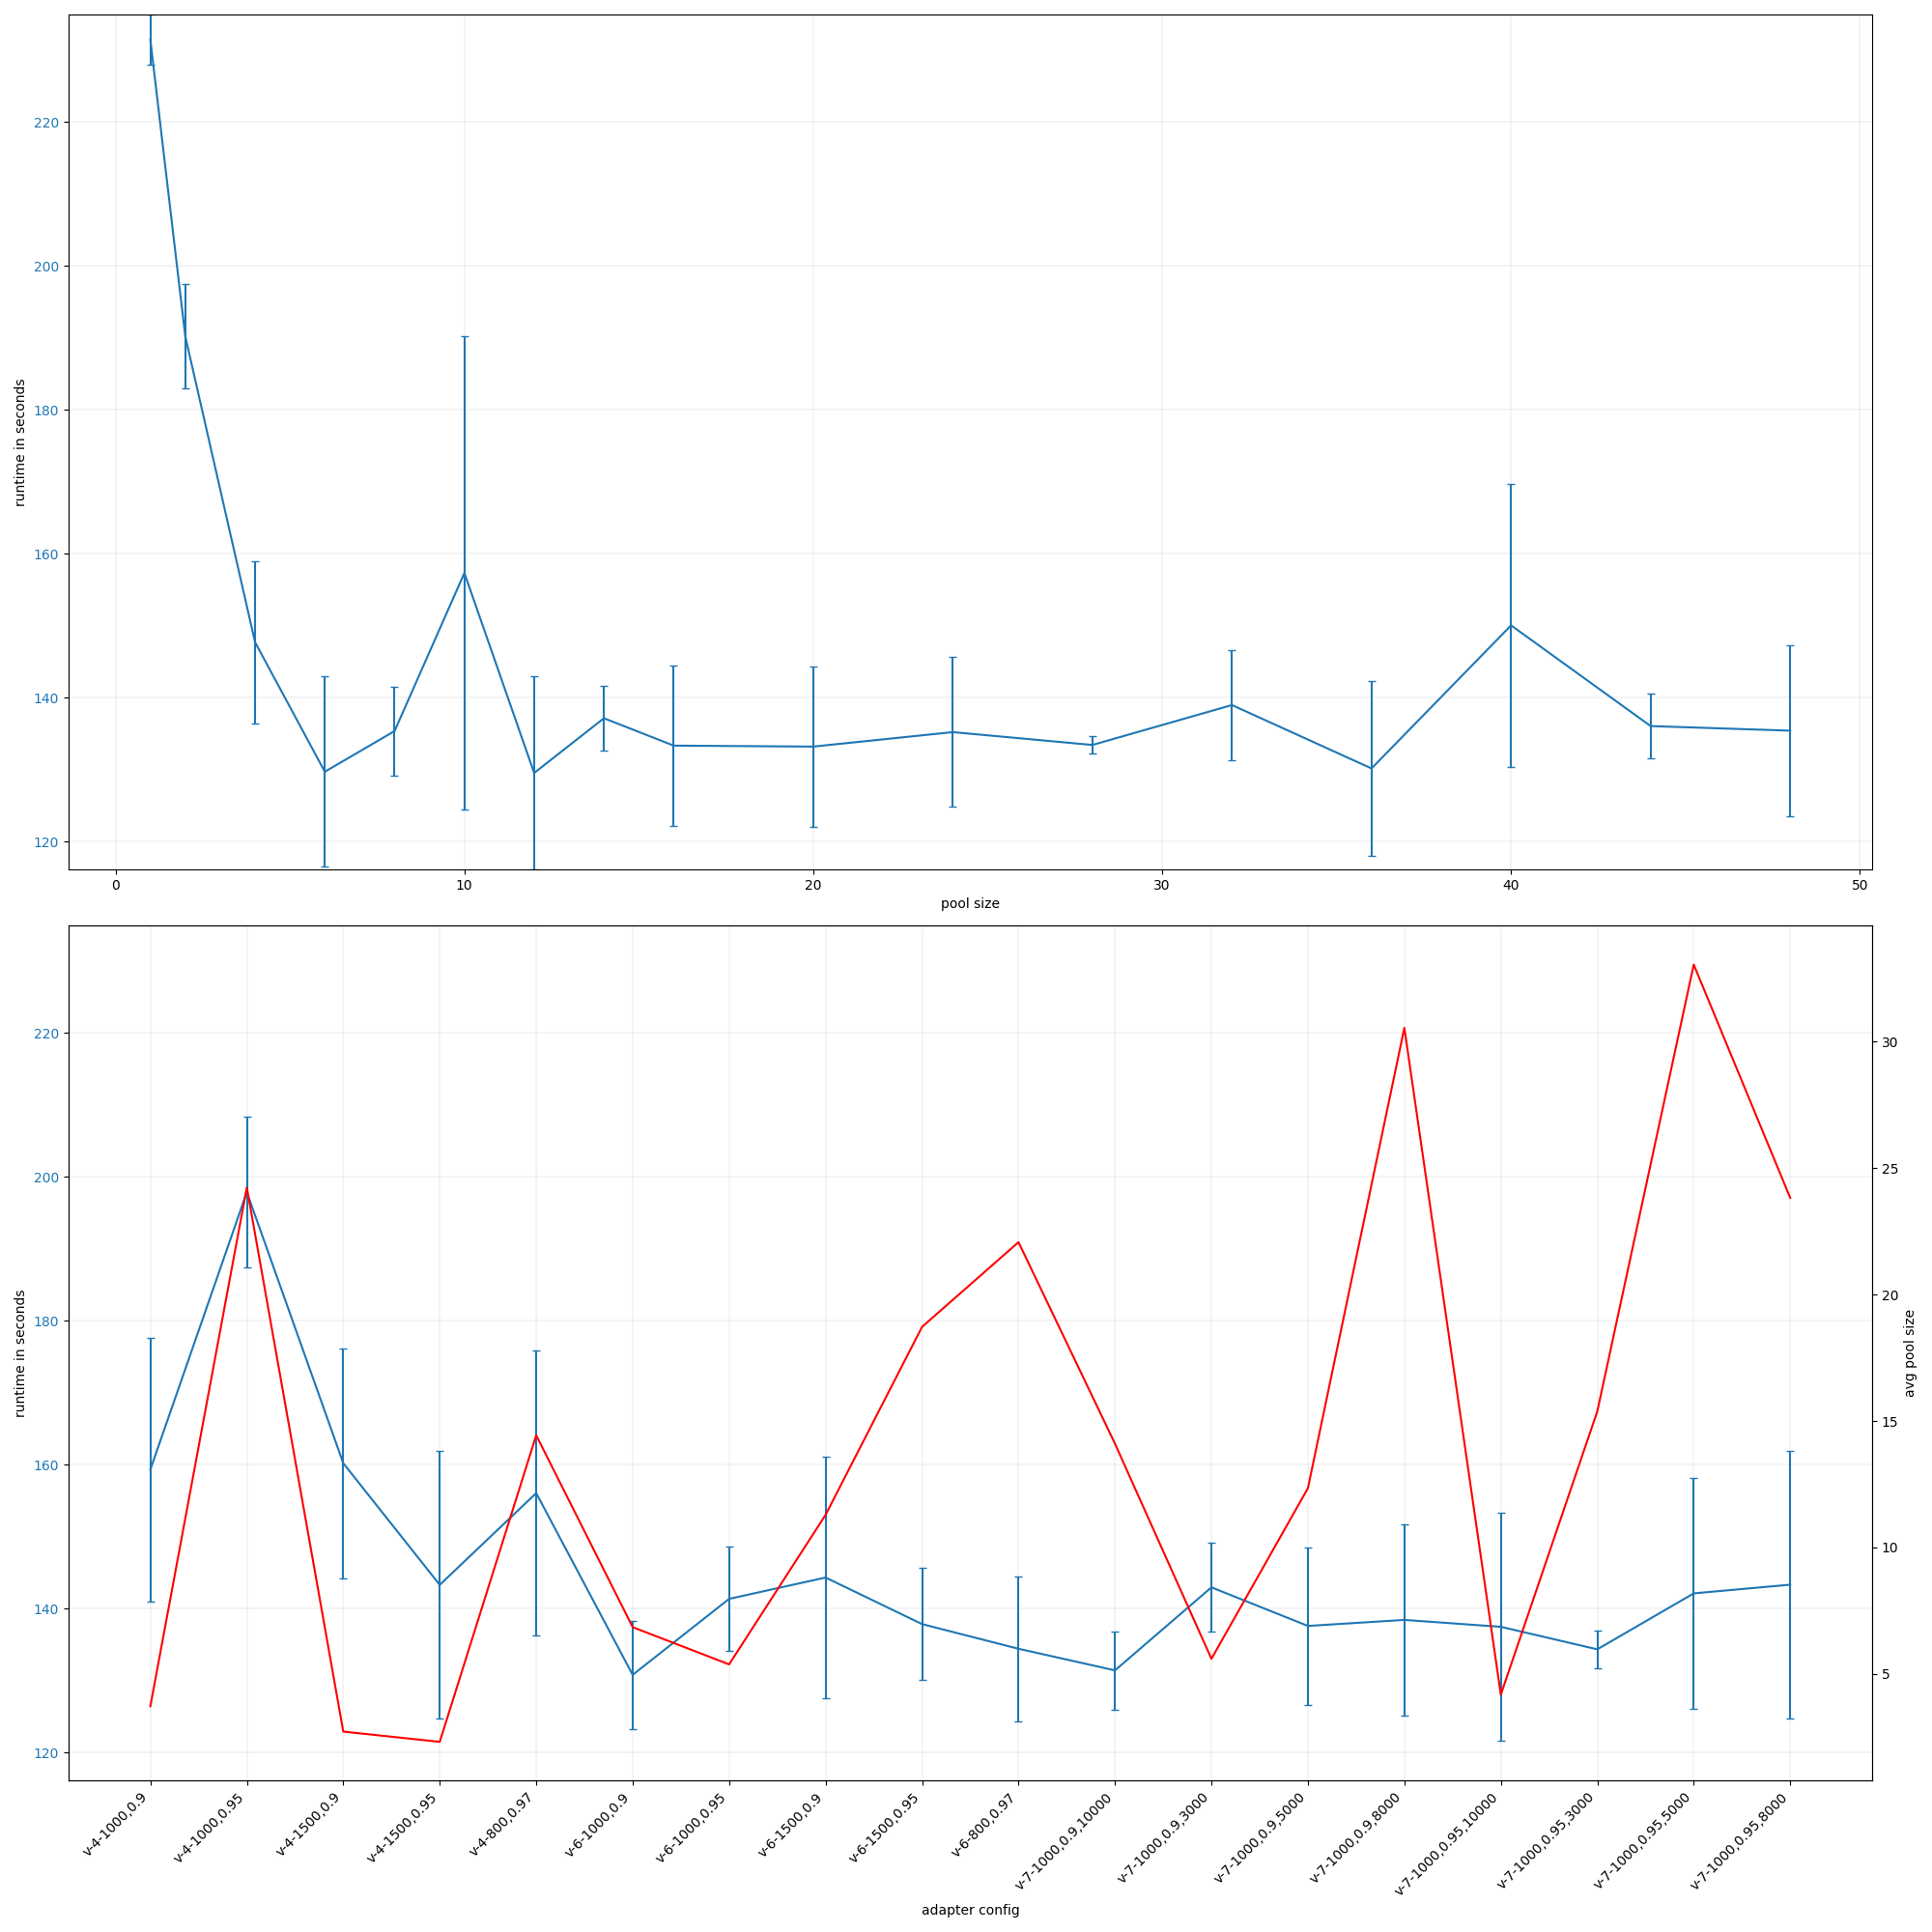 220
200
180
160
140
120
runtime in seconds
0 10 20 30 40 50
pool size
220
200
180
160
140
120
runtime in seconds
30
25
20
15
10
5
avg pool size
v-4-1000,0.9
v-4-1000,0.95
v-4-1500,0.9
v-4-1500,0.95
v-4-800,0.97
v-6-1000,0.9
v-6-1000,0.95
v-6-1500,0.9
v-6-1500,0.95
v-6-800,0.97
v-7-1000,0.9,10000
v-7-1000,0.9,3000
v-7-1000,0.9,5000
v-7-1000,0.9,8000
v-7-1000,0.95,10000
v-7-1000,0.95,3000
v-7-1000,0.95,5000
v-7-1000,0.95,8000
adapter config